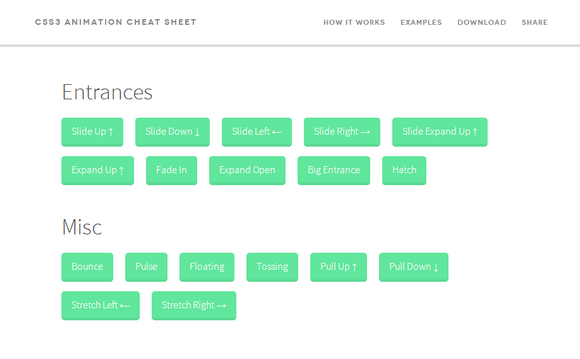 CSS3 ANIMATION CHEAT SHEET HOW IT WORKS EXAMPLES DOWNLOAD SHARE
Entrances
Slide Up ↑ Slide Down ↓ Slide Left ← Slide Right → Slide Expand Up ↑
Expand Up ↑ Fade In Expand Open Big Entrance Hatch
Misc
Bounce Pulse Floating Tossing Pull Up ↑ Pull Down ↓
Stretch Left ← Stretch Right →